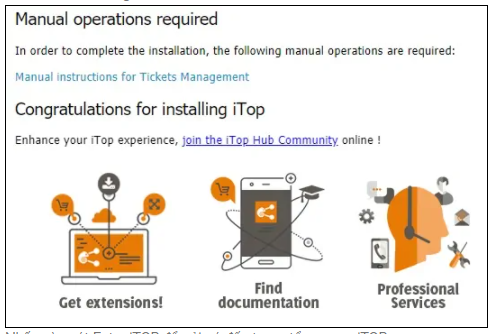 Manual operations required
In order to complete the installation, the following manual operations are required:
Manual instructions for Tickets Management
Congratulations for installing iTop
Enhance your iTop experience, join the iTop Hub Community online !
Get extensions!
Find
documentation
Professional
Services